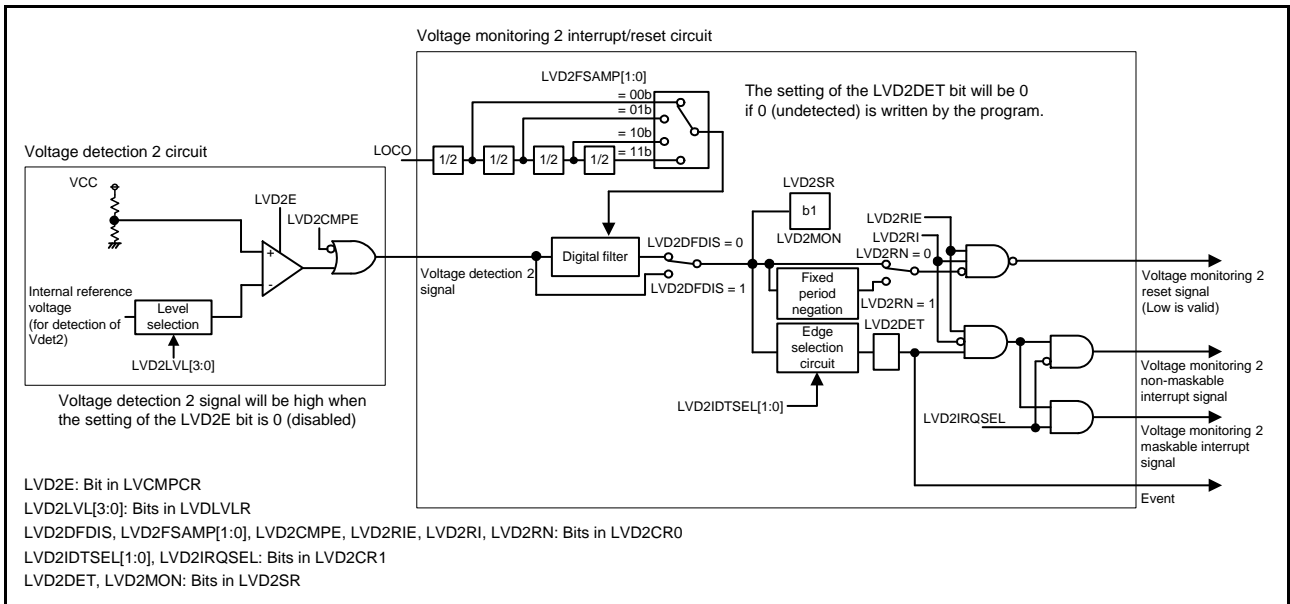 Voltage monitoring 2 interrupt/reset circuit
LVD2FSAMP[1:0]
= 00b
= 01b
= 10b
= 11b
The setting of the LVD2DET bit will be 0
if 0 (undetected) is written by the program.
LOCO
1/2
1/2
1/2
1/2
Voltage detection 2 circuit
VCC
LVD2E
LVD2CMPE
+
-
Internal reference
voltage
(for detection of
Vdet2)
Level
selection
LVD2LVL[3:0]
Voltage detection 2 signal will be high when
the setting of the LVD2E bit is 0 (disabled)
Voltage detection 2
signal
Digital filter
LVD2DFDIS = 0
LVD2DFDIS = 1
LVD2SR
b1
LVD2MON
LVD2RIE
LVD2RI
LVD2RN = 0
Fixed
period
negation
LVD2RN = 1
LVD2DET
Edge
selection
circuit
LVD2IDTSEL[1:0]
LVD2IRQSEL
Voltage monitoring 2
reset signal
(Low is valid)
Voltage monitoring 2
non-maskable
interrupt signal
Voltage monitoring 2
maskable interrupt
signal
Event
LVD2E: Bit in LVCMPCR
LVD2LVL[3:0]: Bits in LVDLVLR
LVD2DFDIS, LVD2FSAMP[1:0], LVD2CMPE, LVD2RIE, LVD2RI, LVD2RN: Bits in LVD2CR0
LVD2IDTSEL[1:0], LVD2IRQSEL: Bits in LVD2CR1
LVD2DET, LVD2MON: Bits in LVD2SR